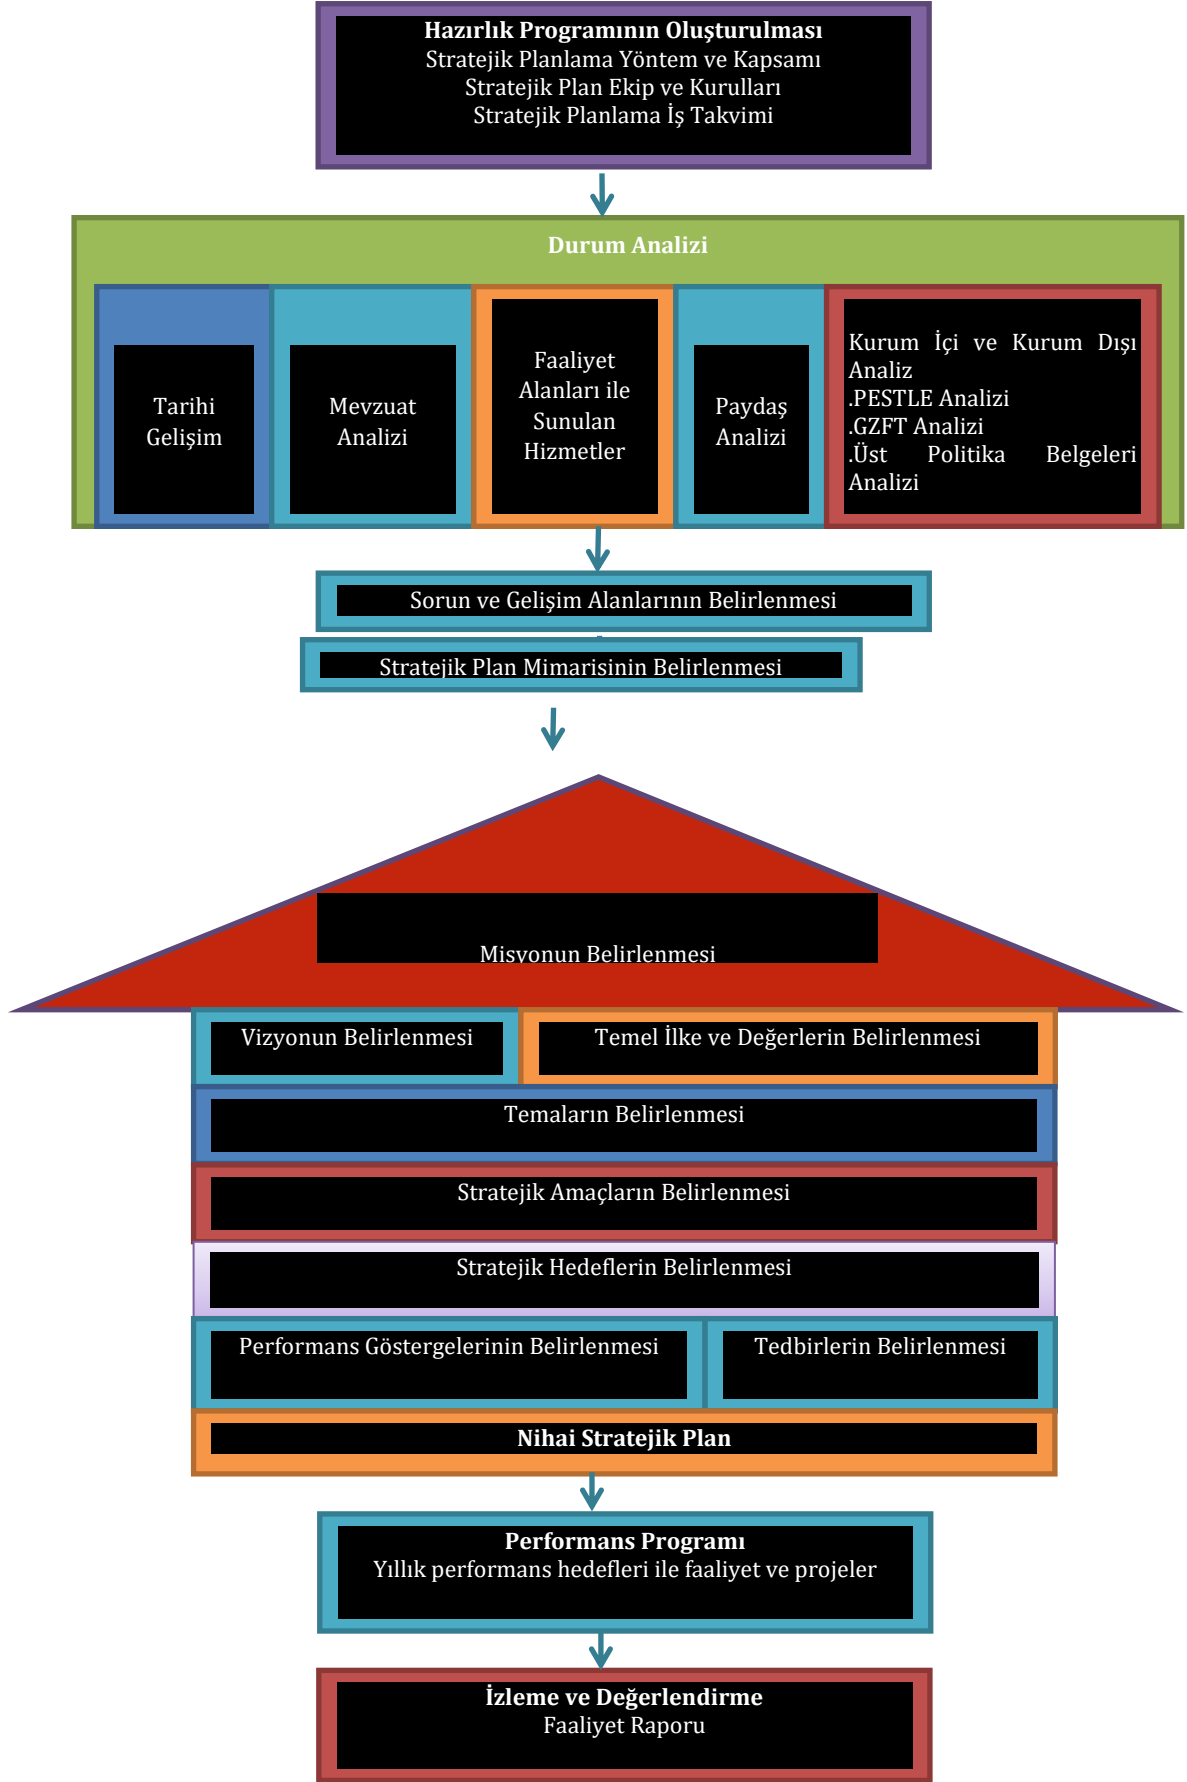 Hazırlık Programının Oluşturulması
Stratejik Planlama Yöntem ve Kapsamı
Stratejik Plan Ekip ve Kurulları
Stratejik Planlama İş Takvimi
Durum Analizi
Tarihi
Gelişim
Mevzuat
Analizi
Faaliyet
Alanları ile
Sunulan
Hizmetler
Paydaş
Analizi
Kurum İçi ve Kurum Dışı
Analiz
.PESTLE Analizi
.GZFT Analizi
.Üst Politika Belgeleri
Analizi
Sorun ve Gelişim Alanlarının Belirlenmesi
Stratejik Plan Mimarisinin Belirlenmesi
Misyonun Belirlenmesi
Vizyonun Belirlenmesi
Temel İlke ve Değerlerin Belirlenmesi
Temaların Belirlenmesi
Stratejik Amaçların Belirlenmesi
Stratejik Hedeflerin Belirlenmesi
Performans Göstergelerinin Belirlenmesi
Tedbirlerin Belirlenmesi
Nihai Stratejik Plan
Performans Programı
Yıllık performans hedefleri ile faaliyet ve projeler
İzleme ve Değerlendirme
Faaliyet Raporu